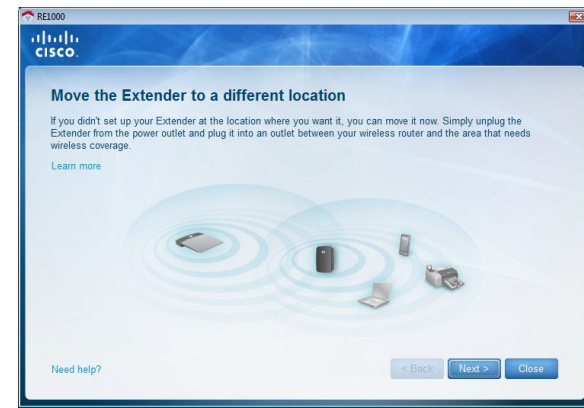 RE1000
CISCO.
Move the Extender to a different location
If you didn't set up your Extender at the location where you want it, you can move it now. Simply unplug the
Extender from the power outlet and plug it into an outlet between your wireless router and the area that needs
wireless coverage.
Learn more
Need help?
< Back Next > Close